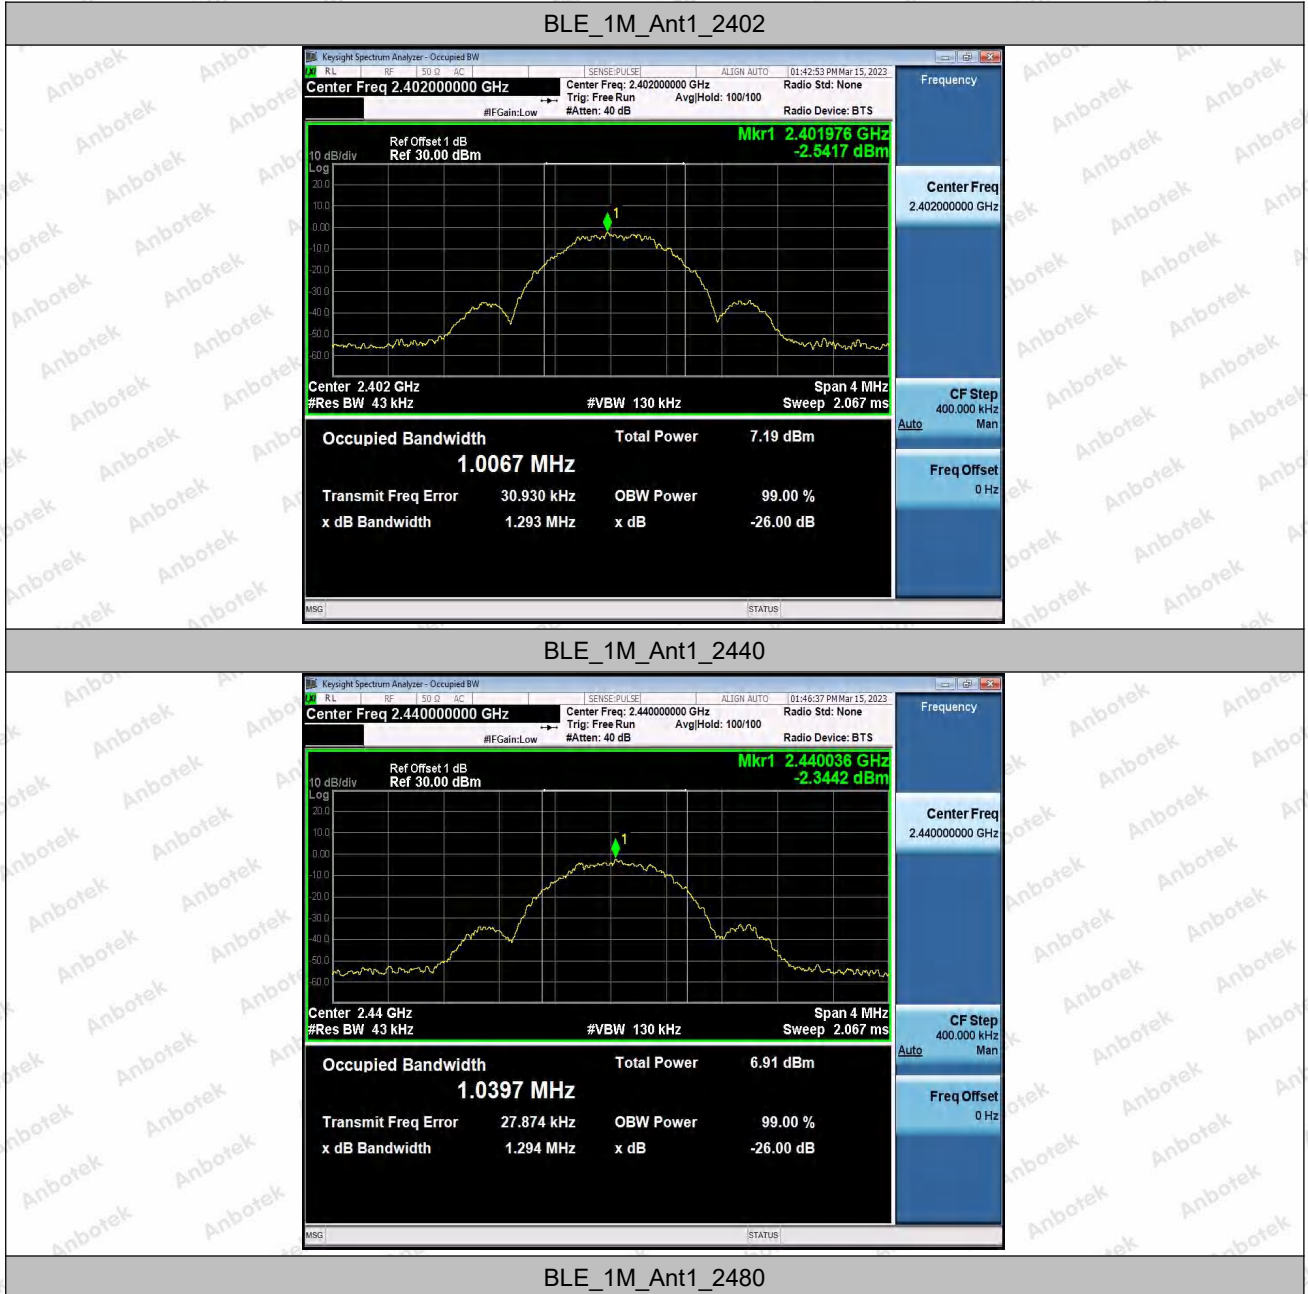 BLE_1M_Ant1_2402
Keysight Spectrum Analyzer - Occupied BW
LXI RL RF 50 Ω AC SENSE:PULSE ALIGN AUTO 01:42:53 PM Mar 15, 2023
Center Freq 2.402000000 GHz
Center Freq: 2.402000000 GHz Radio Std: None
Trig: Free Run Avg|Hold: 100/100
#IFGain:Low #Atten: 40 dB Radio Device: BTS
Frequency
Mkr1 2.401976 GHz
-2.5417 dBm
Ref Offset 1 dB
10 dB/div Ref 30.00 dBm
Log
20.0
10.0
0.00
-10.0
-20.0
-30.0
-40.0
-50.0
-60.0
1
Center 2.402 GHz Span 4 MHz
#Res BW 43 kHz #VBW 130 kHz Sweep 2.067 ms
Center Freq
2.402000000 GHz
CF Step
400.000 kHz
Auto Man
Freq Offset
0 Hz
Occupied Bandwidth Total Power 7.19 dBm
1.0067 MHz
Transmit Freq Error 30.930 kHz OBW Power 99.00 %
x dB Bandwidth 1.293 MHz x dB -26.00 dB
MSG STATUS
BLE_1M_Ant1_2440
Keysight Spectrum Analyzer - Occupied BW
LXI RL RF 50 Ω AC SENSE:PULSE ALIGN AUTO 01:46:37 PM Mar 15, 2023
Center Freq 2.440000000 GHz
Center Freq: 2.440000000 GHz Radio Std: None
Trig: Free Run Avg|Hold: 100/100
#IFGain:Low #Atten: 40 dB Radio Device: BTS
Frequency
Mkr1 2.440036 GHz
-2.3442 dBm
Ref Offset 1 dB
10 dB/div Ref 30.00 dBm
Log
20.0
10.0
0.00
-10.0
-20.0
-30.0
-40.0
-50.0
-60.0
1
Center 2.44 GHz Span 4 MHz
#Res BW 43 kHz #VBW 130 kHz Sweep 2.067 ms
Center Freq
2.440000000 GHz
CF Step
400.000 kHz
Auto Man
Freq Offset
0 Hz
Occupied Bandwidth Total Power 6.91 dBm
1.0397 MHz
Transmit Freq Error 27.874 kHz OBW Power 99.00 %
x dB Bandwidth 1.294 MHz x dB -26.00 dB
MSG STATUS
BLE_1M_Ant1_2480
Anbotek